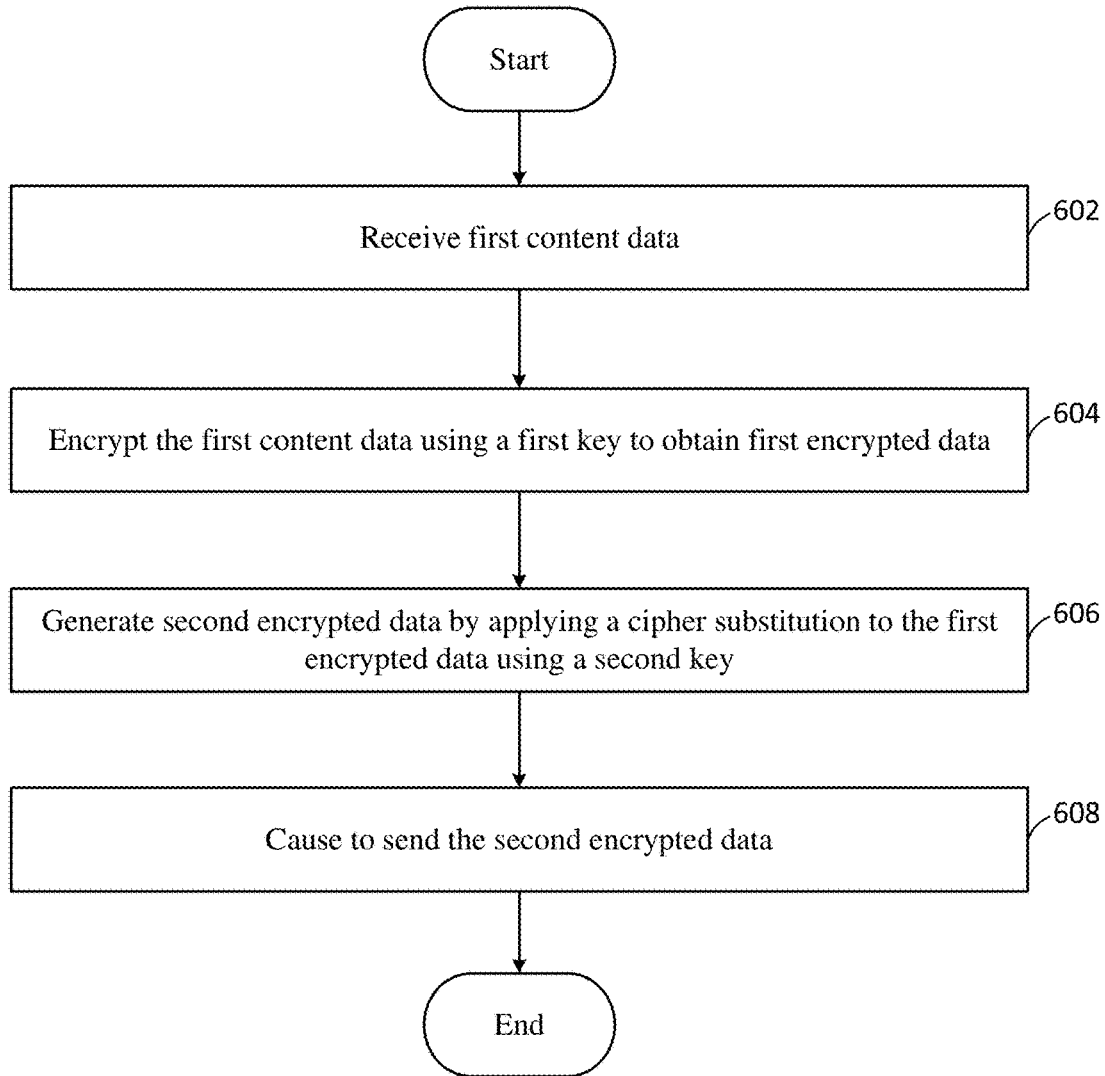 Start
602
Receive first content data
604
Encrypt the first content data using a first key to obtain first encrypted data
606
Generate second encrypted data by applying a cipher substitution to the first
encrypted data using a second key
608
Cause to send the second encrypted data
End